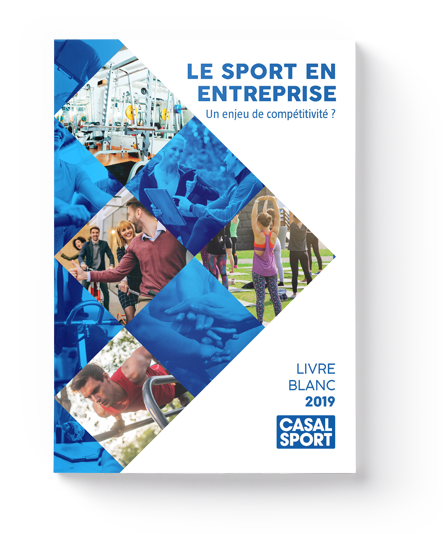 LE SPORT EN
ENTREPRISE
Un enjeu de compétitivité ?
LIVRE
BLANC
2019
CASAL
SPORT